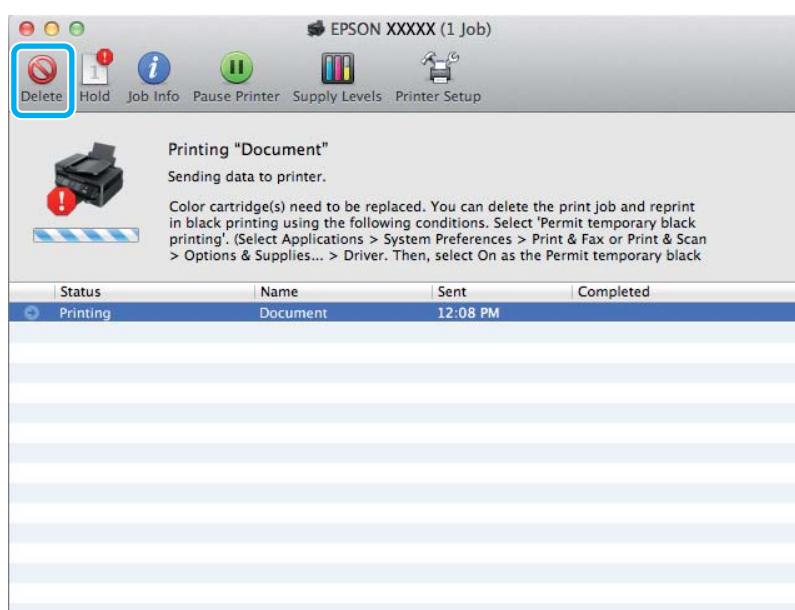 EPSON XXXXX (1 Job)
1
Delete Hold Job Info Pause Printer Supply Levels Printer Setup
Printing “Document”
Sending data to printer.
Color cartridge(s) need to be replaced. You can delete the print job and reprint
in black printing using the following conditions. Select 'Permit temporary black
printing'. (Select Applications > System Preferences > Print & Fax or Print & Scan
> Options & Supplies... > Driver. Then, select On as the Permit temporary black
Status Name Sent Completed
Printing Document 12:08 PM